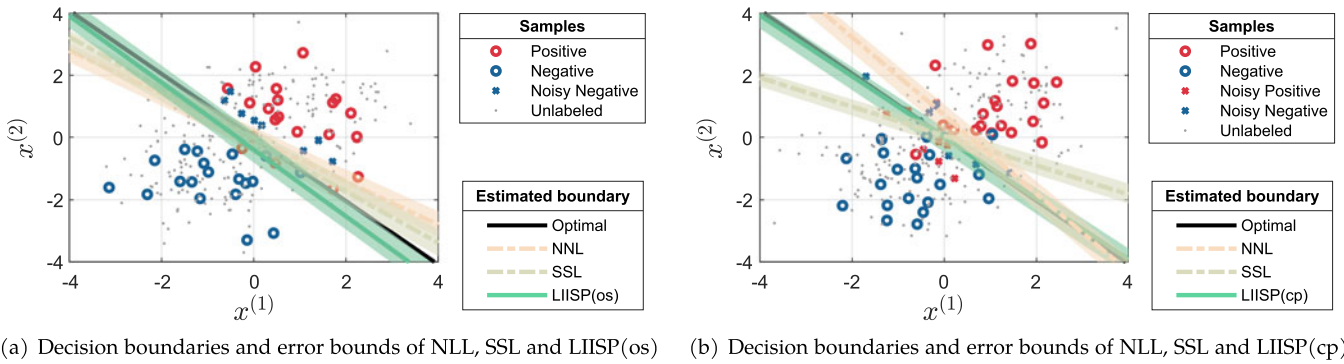 4
2
0
-2
-4
-4
-2
0
2
4
x^(2)
x^(1)
Samples
Positive
Negative
Noisy Negative
Unlabeled
Estimated boundary
Optimal
NNL
SSL
LIISP(os)
(a) Decision boundaries and error bounds of NLL, SSL and LIISP(os)
4
2
0
-2
-4
-4
-2
0
2
4
x^(2)
x^(1)
Samples
Positive
Negative
Noisy Positive
Noisy Negative
Unlabeled
Estimated boundary
Optimal
NNL
SSL
LIISP(cp)
(b) Decision boundaries and error bounds of NLL, SSL and LIISP(cp